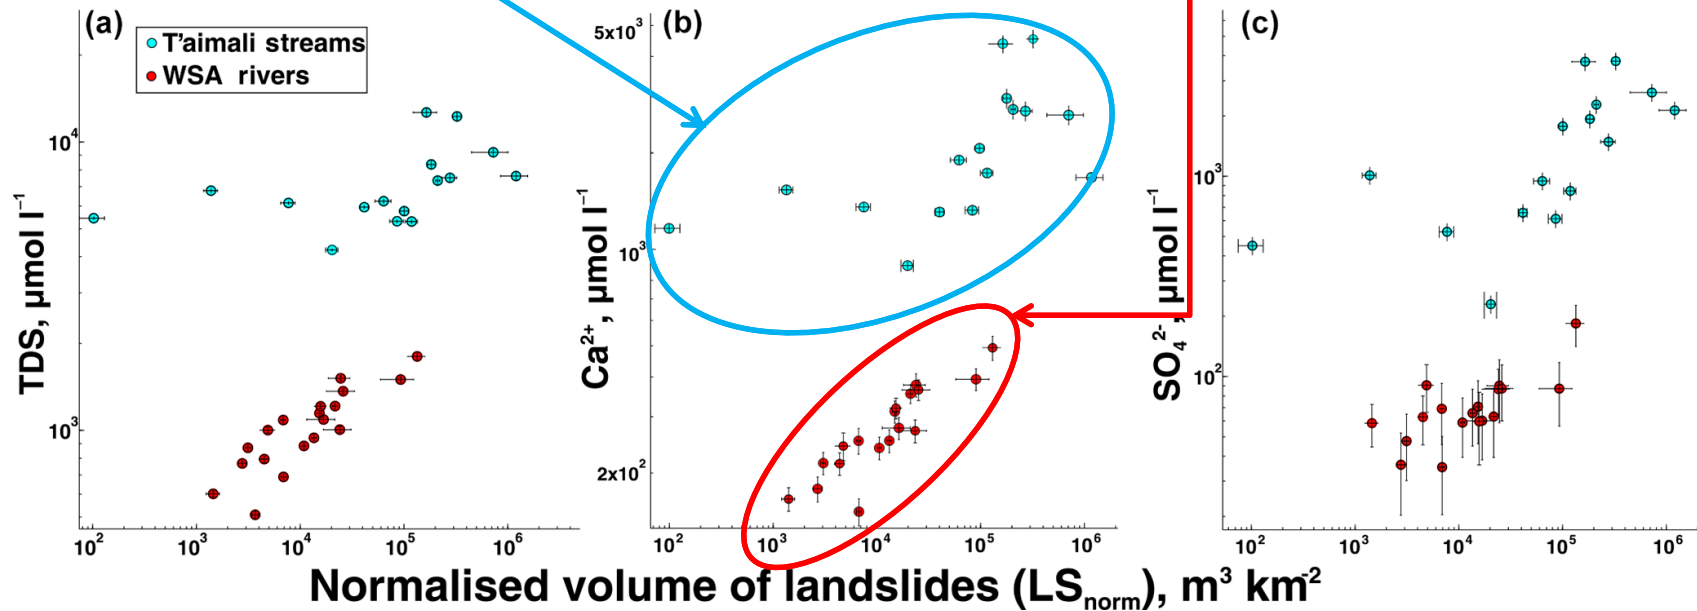 (a)
T'aimali streams
WSA rivers
TDS, µmol l⁻¹
10⁴
10³
10² 10³ 10⁴ 10⁵ 10⁶
(b)
Ca²⁺, µmol l⁻¹
5x10³
10³
2x10²
10² 10³ 10⁴ 10⁵ 10⁶
(c)
SO₄²⁻, µmol l⁻¹
10³
10²
10² 10³ 10⁴ 10⁵ 10⁶
Normalised volume of landslides (LSnorm), m³ km⁻²